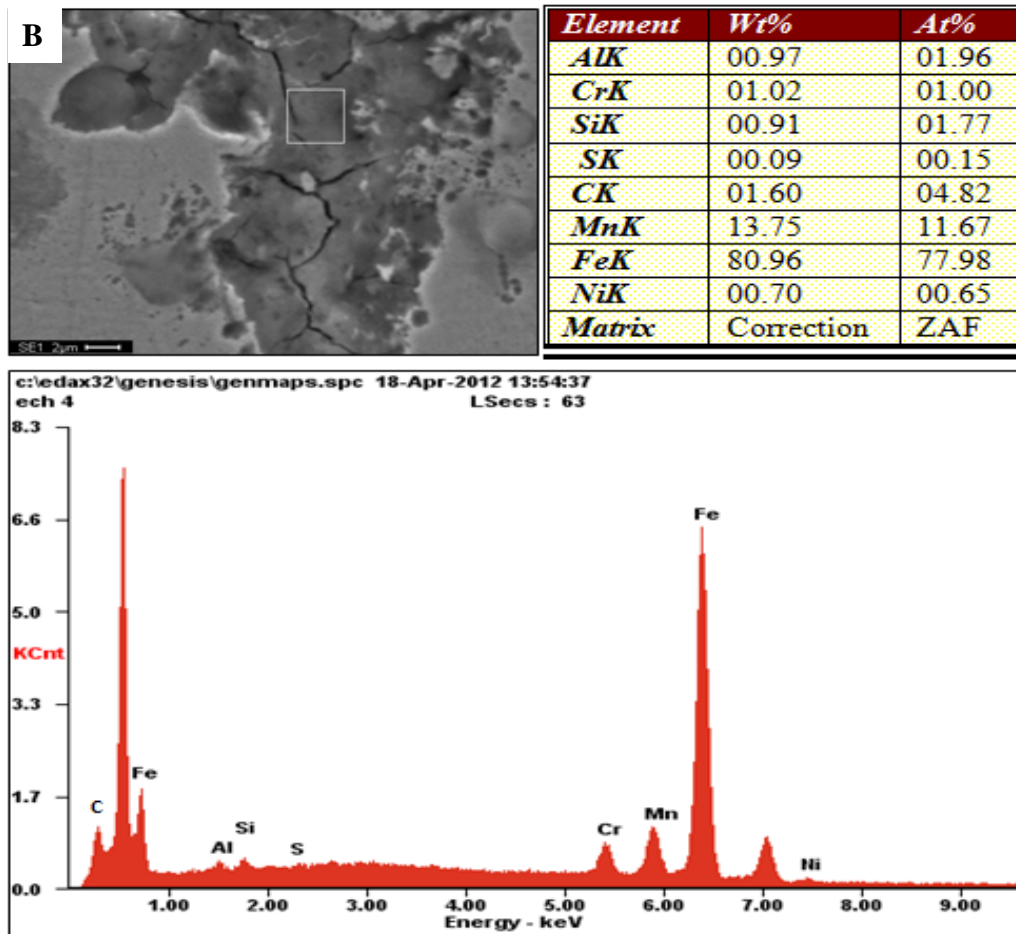 B
SE1 2µm
Element Wt% At%
AlK 00.97 01.96
CrK 01.02 01.00
SiK 00.91 01.77
SK 00.09 00.15
CK 01.60 04.82
MnK 13.75 11.67
FeK 80.96 77.98
NiK 00.70 00.65
Matrix Correction ZAF
c:\edax32\genesis\genmaps.spc 18-Apr-2012 13:54:37
ech 4 LSecs : 63
8.3
6.6
5.0
KCnt
3.3
1.7
0.0
C
Fe
Al
Si
S
Cr
Mn
Fe
Ni
1.00 2.00 3.00 4.00 5.00 6.00 7.00 8.00 9.00
Energy - keV